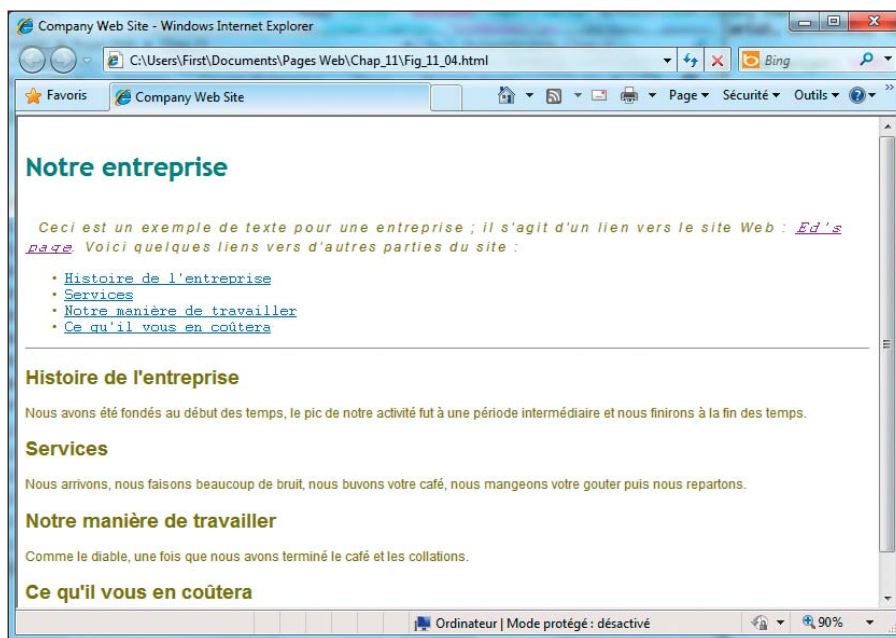 Company Web Site - Windows Internet Explorer
C:\Users\First\Documents\Pages Web\Chap_11\Fig_11_04.html
Bing
Favoris
Company Web Site
Page
Sécurité
Outils
»
Notre entreprise
Ceci est un exemple de texte pour une entreprise ; il s'agit d'un lien vers le site Web : Ed's
page. Voici quelques liens vers d'autres parties du site :
• Histoire de l'entreprise
• Services
• Notre manière de travailler
• Ce qu'il vous en coûtera
Histoire de l'entreprise
Nous avons été fondés au début des temps, le pic de notre activité fut à une période intermédiaire et nous finirons à la fin des temps.
Services
Nous arrivons, nous faisons beaucoup de bruit, nous buvons votre café, nous mangeons votre gouter puis nous repartons.
Notre manière de travailler
Comme le diable, une fois que nous avons terminé le café et les collations.
Ce qu'il vous en coûtera
Ordinateur | Mode protégé : désactivé
90%